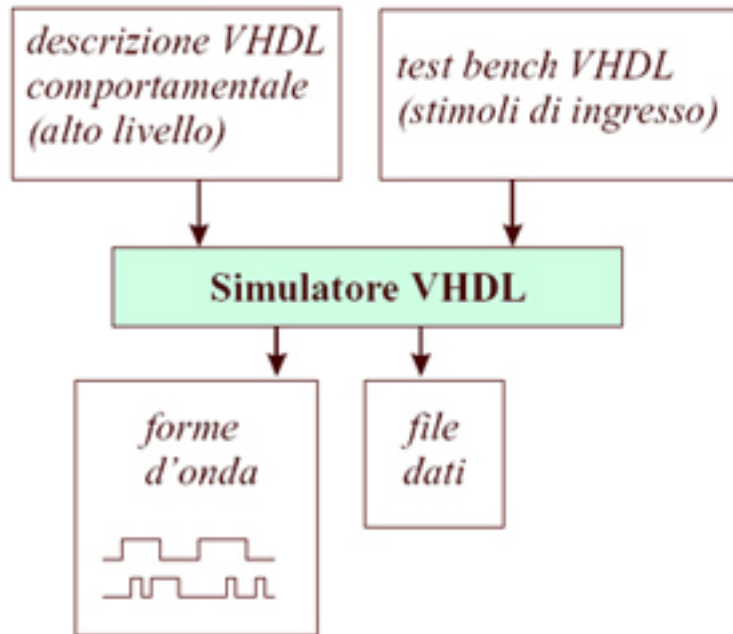 descrizione VHDL
comportamentale
(alto livello)
test bench VHDL
(stimoli di ingresso)
Simulatore VHDL
forme
d'onda
file
dati